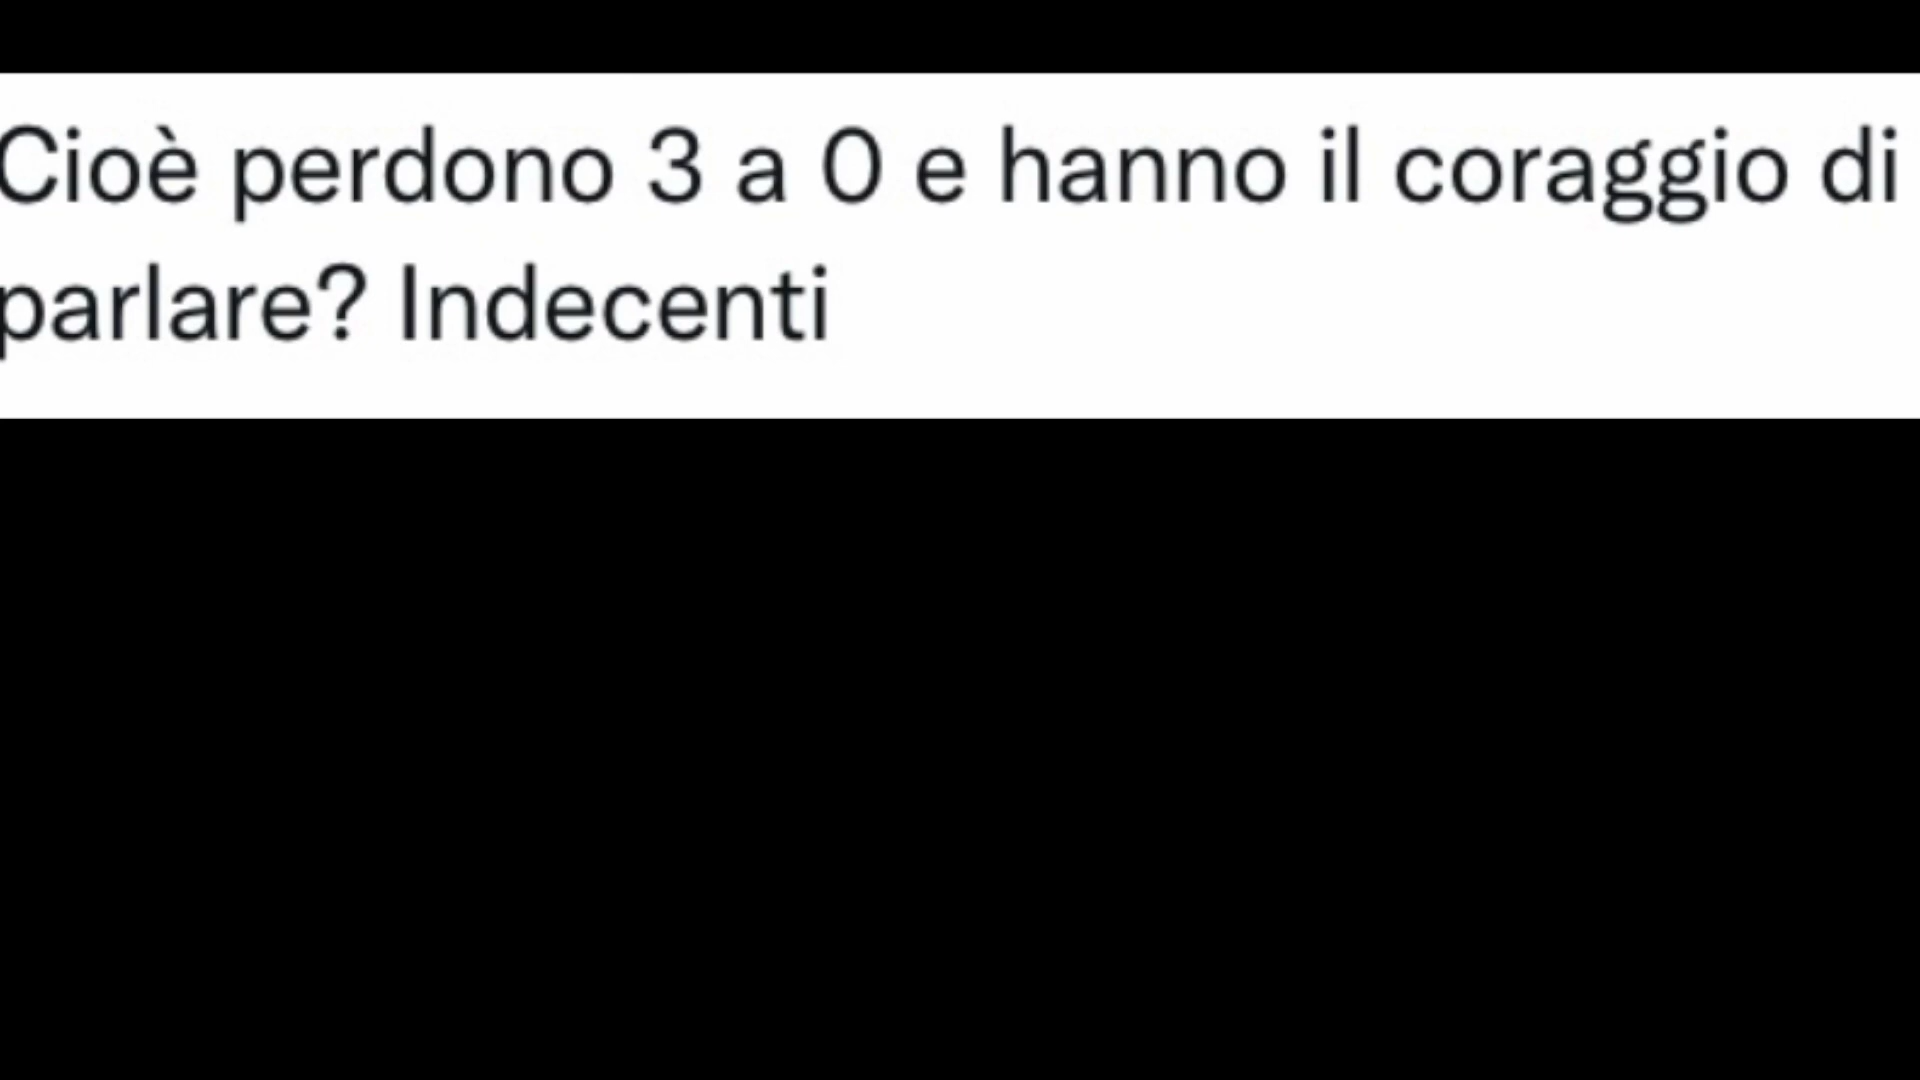 Cioè perdono 3 a 0 e hanno il coraggio di
parlare? Indecenti